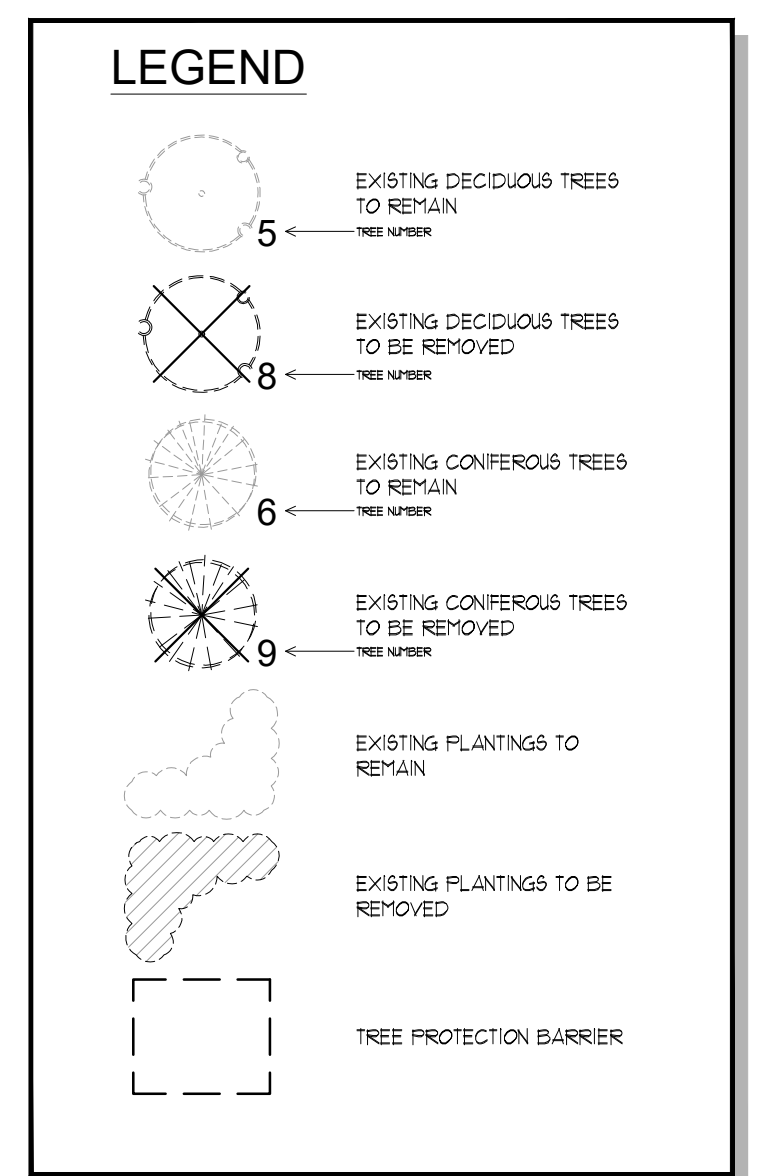 LEGEND
EXISTING DECIDUOUS TREES
TO REMAIN
5 TREE NUMBER
EXISTING DECIDUOUS TREES
TO BE REMOVED
8 TREE NUMBER
EXISTING CONIFEROUS TREES
TO REMAIN
6 TREE NUMBER
EXISTING CONIFEROUS TREES
TO BE REMOVED
9 TREE NUMBER
EXISTING PLANTINGS TO
REMAIN
EXISTING PLANTINGS TO BE
REMOVED
TREE PROTECTION BARRIER